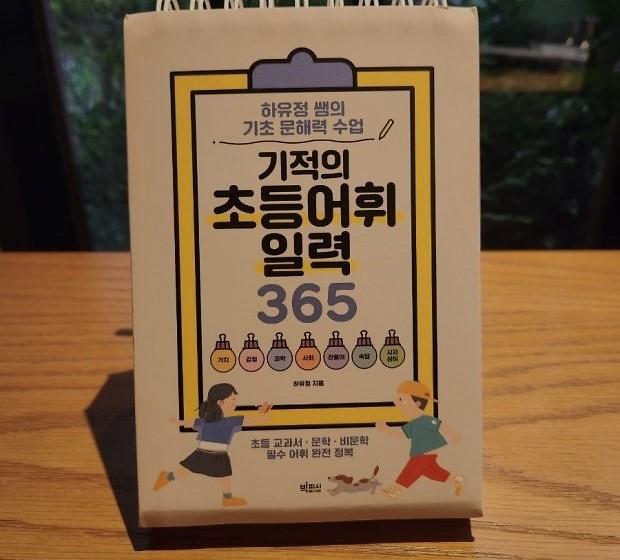 하유정 쌤의
기초 문해력 수업
기적의
초등어휘
일력
365
가치 감정 과학 사회 관용어 속담 사자
성어
하유정 지음
초등 교과서 · 문학 · 비문학
필수 어휘 완전 정복
빅피시